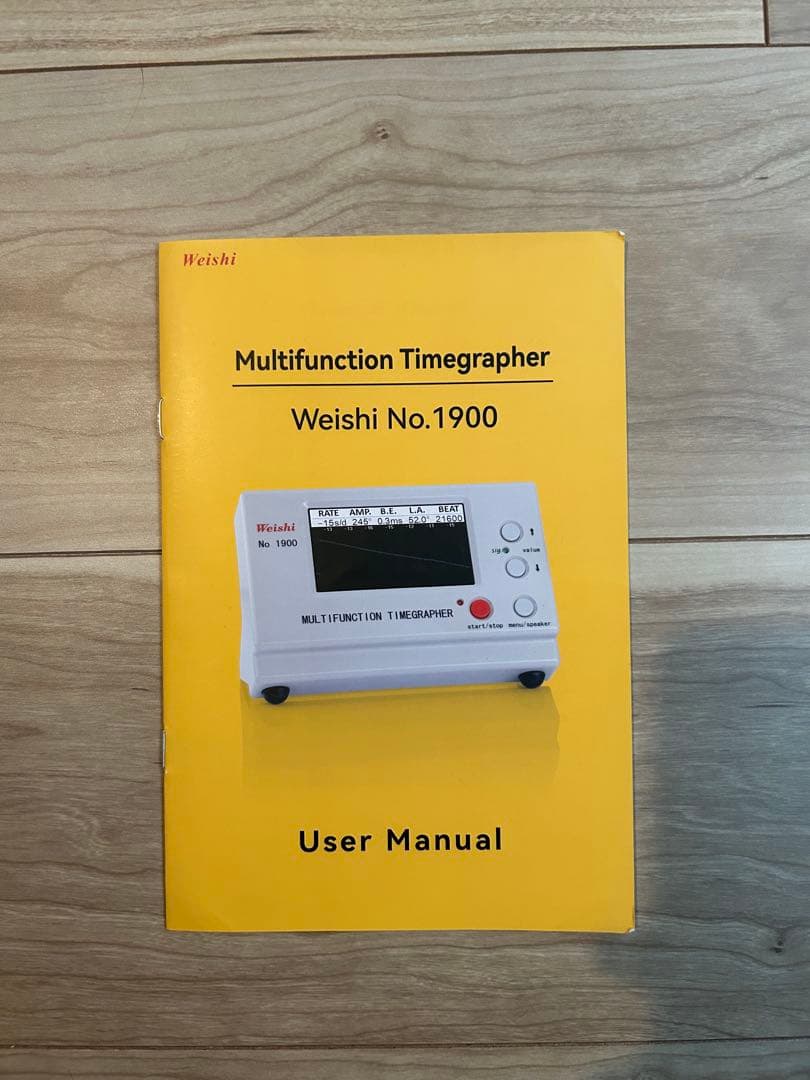 Weishi
Multifunction Timegrapher
Weishi No.1900
RATE AMP. B.E. L.A. BEAT
-15s/d 245° 0.3ms 52.0° 21600
Weishi
No 1900
sig value
MULTIFUNCTION TIMEGRAPHER
start/stop menu/speaker
User Manual